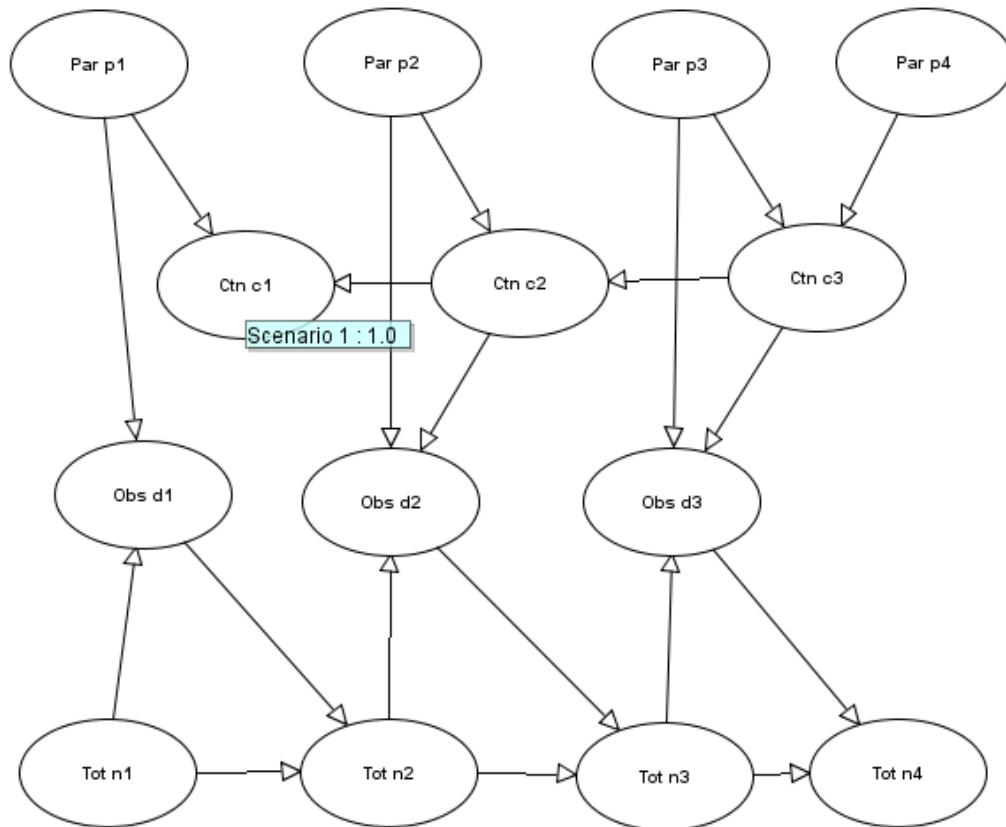 Par p1
Par p2
Par p3
Par p4
Ctn c1
Ctn c2
Ctn c3
Scenario 1 : 1.0
Obs d1
Obs d2
Obs d3
Tot n1
Tot n2
Tot n3
Tot n4